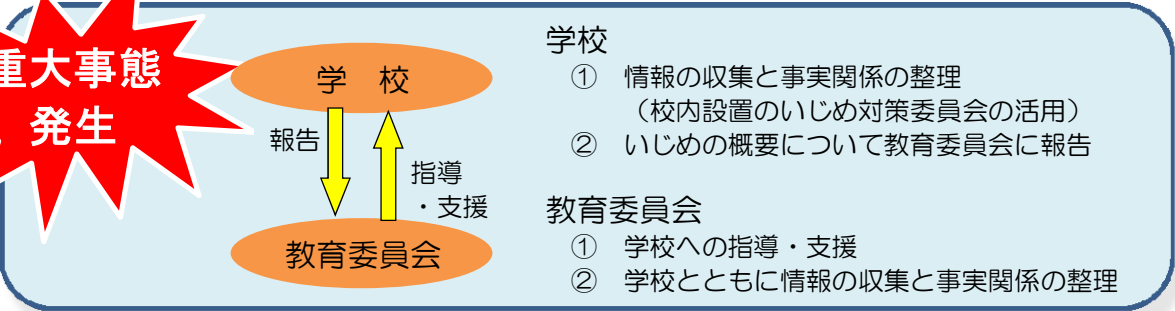 重大事態
発生
学　校
報告
指導
・支援
教育委員会
学校
①　情報の収集と事実関係の整理
（校内設置のいじめ対策委員会の活用）
②　いじめの概要について教育委員会に報告
教育委員会
①　学校への指導・支援
②　学校とともに情報の収集と事実関係の整理